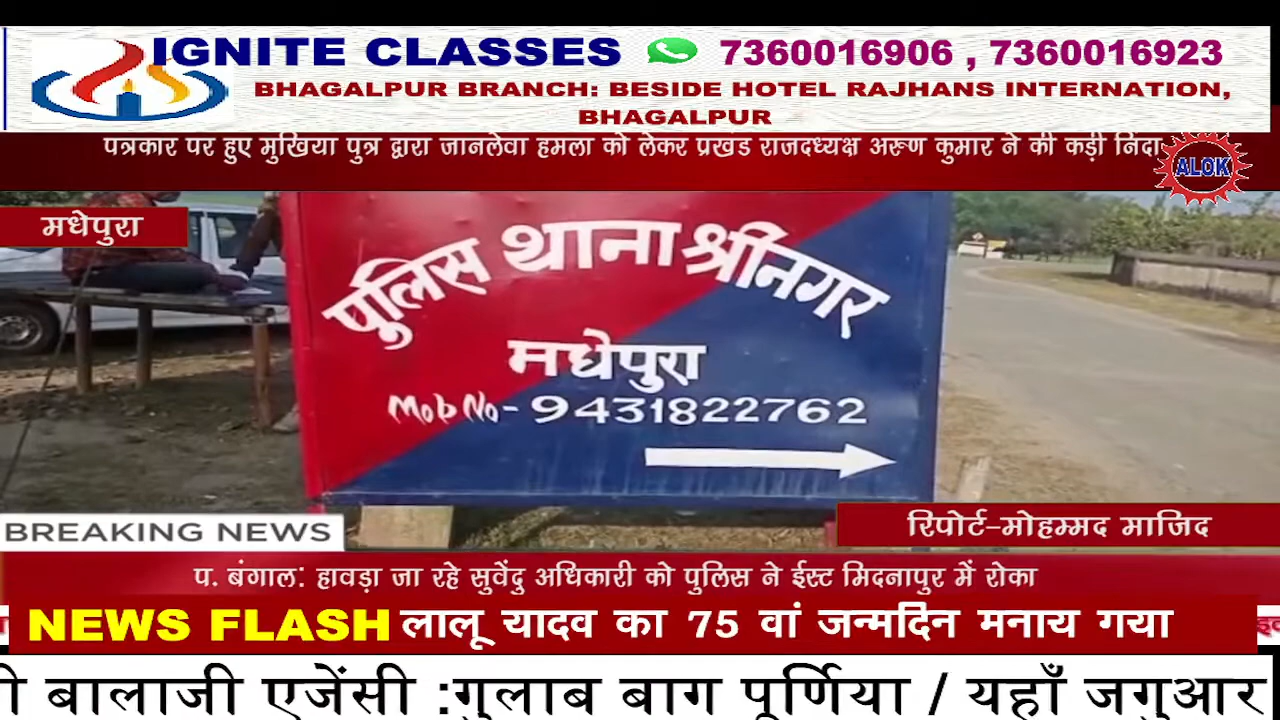 IGNITE CLASSES 7360016906 , 7360016923
BHAGALPUR BRANCH: BESIDE HOTEL RAJHANS INTERNATION,
BHAGALPUR
पत्रकार पर हुए मुखिया पुत्र द्वारा जानलेवा हमला को लेकर प्रखंड राजदध्यक्ष अरूण कुमार ने की कड़ी निंदा
ALOK
मधेपुरा
पुलिस थाना श्रीनगर
मधेपुरा
Mob No- 9431822762
BREAKING NEWS
रिपोर्ट-मोहम्मद माजिद
प. बंगाल: हावड़ा जा रहे सुवेंदु अधिकारी को पुलिस ने ईस्ट मिदनापुर में रोका
NEWS FLASH लालू यादव का 75 वां जन्मदिन मनाय गया
बालाजी एजेंसी :गुलाब बाग पूर्णिया / यहाँ जगुआर